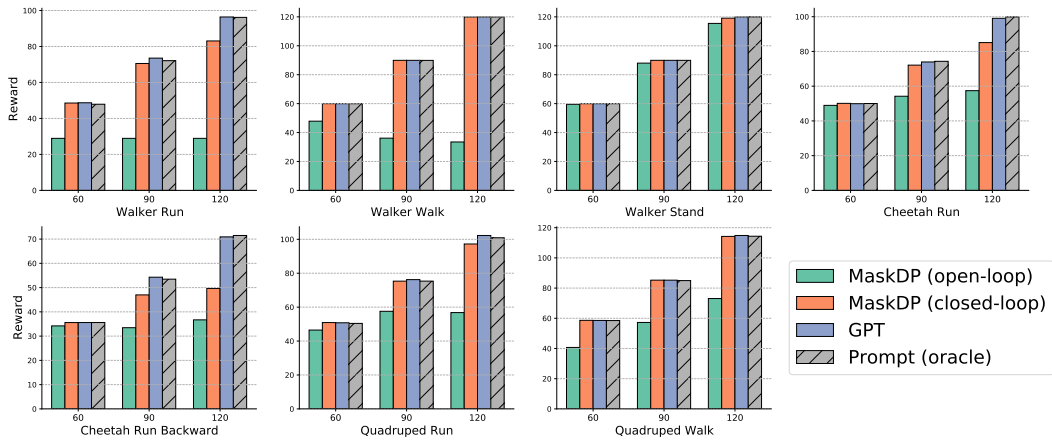 Reward
100
80
60
40
20
0
60 90 120
Walker Run
120
100
80
60
40
20
0
60 90 120
Walker Walk
120
100
80
60
40
20
0
60 90 120
Walker Stand
100
80
60
40
20
0
60 90 120
Cheetah Run
Reward
70
60
50
40
30
20
10
0
60 90 120
Cheetah Run Backward
100
80
60
40
20
0
60 90 120
Quadruped Run
120
100
80
60
40
20
0
60 90 120
Quadruped Walk
MaskDP (open-loop)
MaskDP (closed-loop)
GPT
Prompt (oracle)